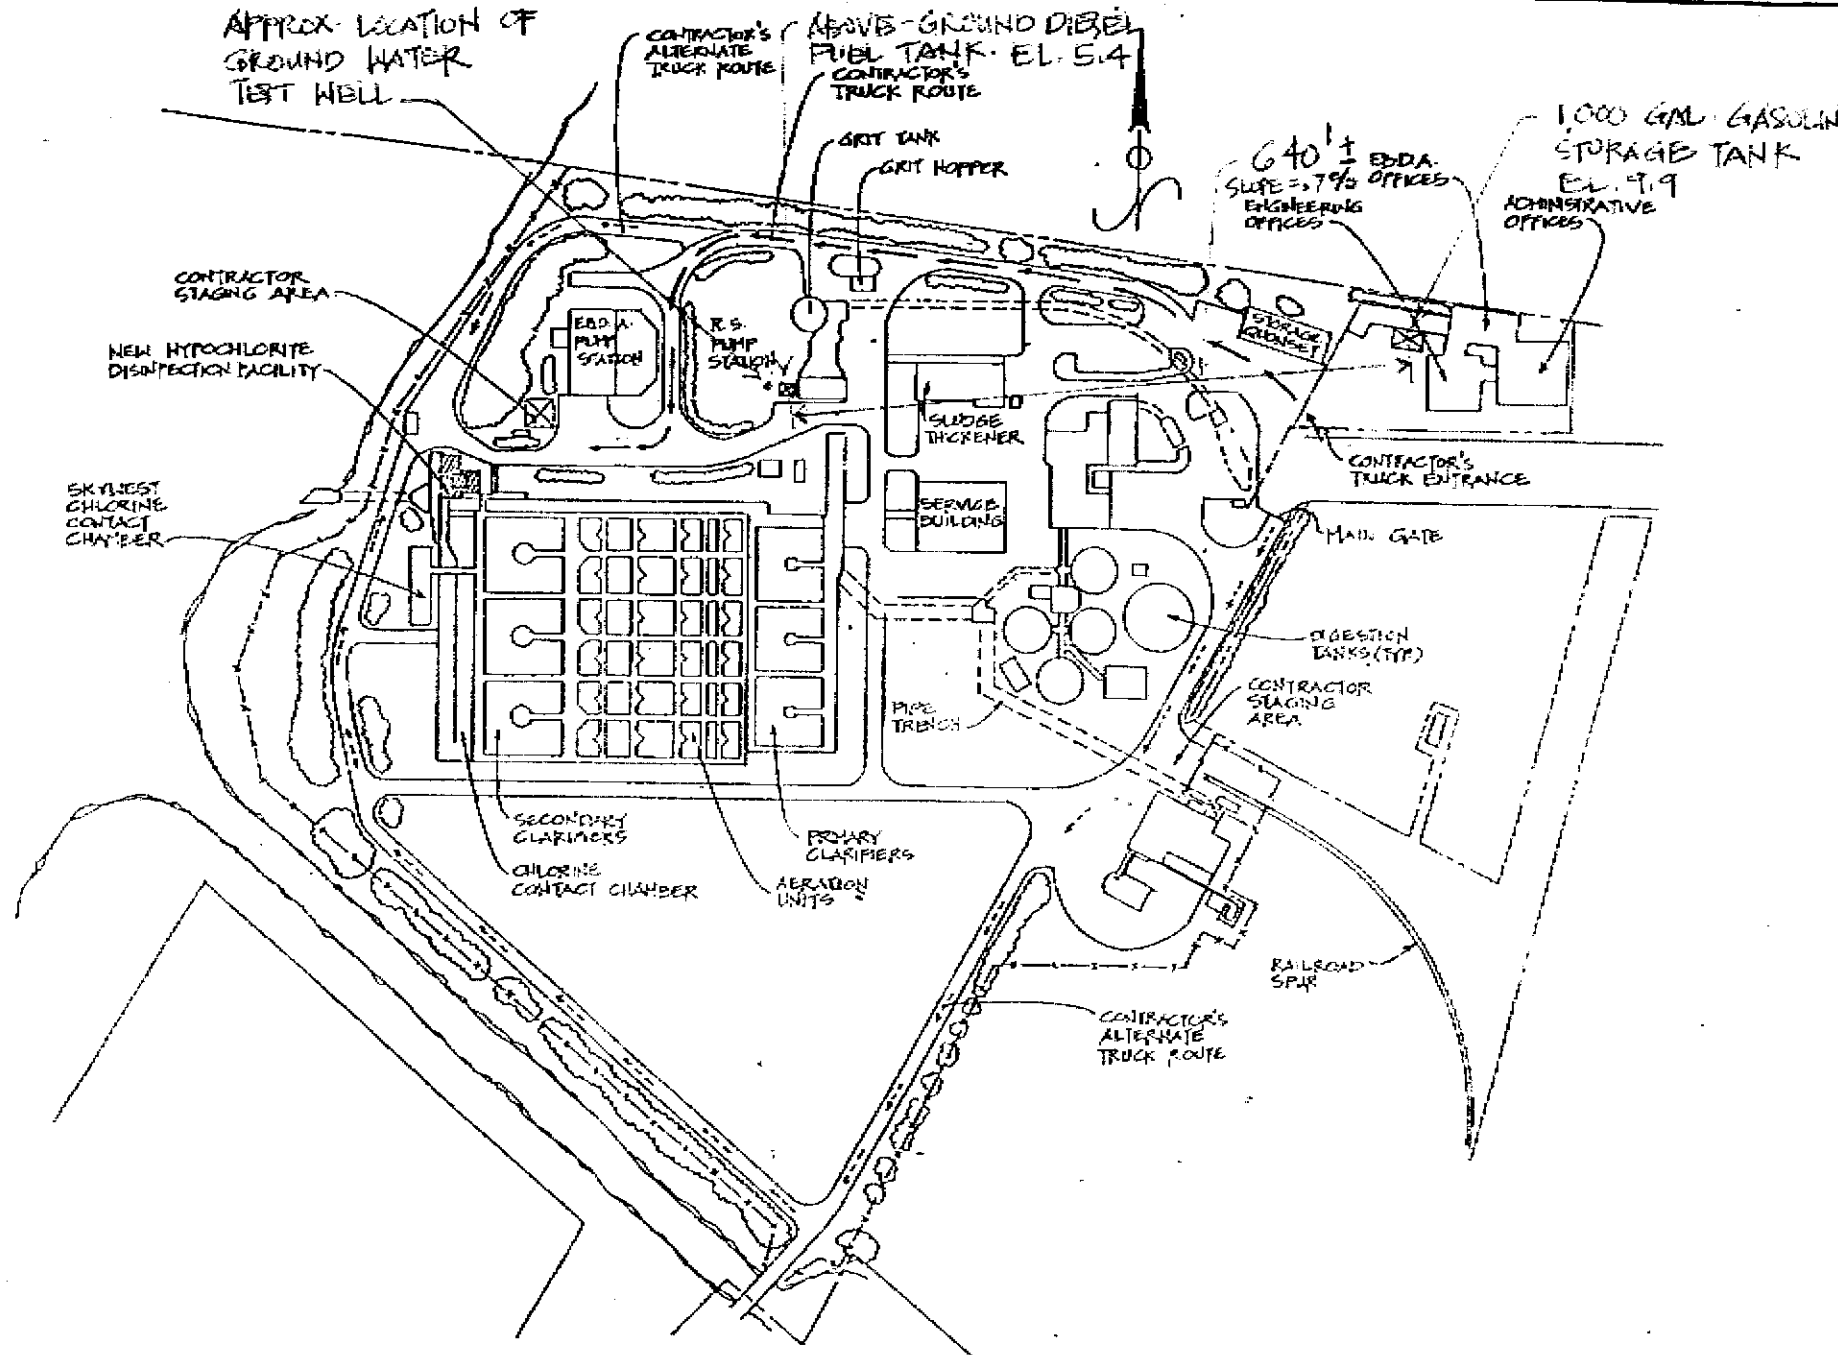 APPROX. LOCATION OF
GROUND WATER
TEST WELL
CONTRACTOR'S
ALTERNATE
TRUCK ROUTE
ABOVE-GROUND DIESEL
FUEL TANK. EL. 5.4
CONTRACTOR'S
TRUCK ROUTE
GRIT TANK
GRIT HOPPER
N
640'±
SLOPE=.7%
EBDA.
OFFICES
ENGINEERING
OFFICES
1,000 GAL. GASOLIN
STORAGE TANK
EL. 9.9
ADMINISTRATIVE
OFFICES
CONTRACTOR
STAGING AREA
NEW HYPOCHLORITE
DISINFECTION FACILITY
E.B.D.A.
PUMP
STATION
R.S.
PUMP
STATION
STORAGE
QUONSET
SLUDGE
THICKENER
CONTRACTOR'S
TRUCK ENTRANCE
SKYWEST
CHLORINE
CONTACT
CHAMBER
SERVICE
BUILDING
MAIN GATE
DIGESTION
TANKS (TYP)
CONTRACTOR
STAGING
AREA
PIPE
TRENCH
SECONDARY
CLARIFIERS
PRIMARY
CLARIFIERS
CHLORINE
CONTACT CHAMBER
AERATION
UNITS
RAILROAD
SPUR
CONTRACTOR'S
ALTERNATE
TRUCK ROUTE